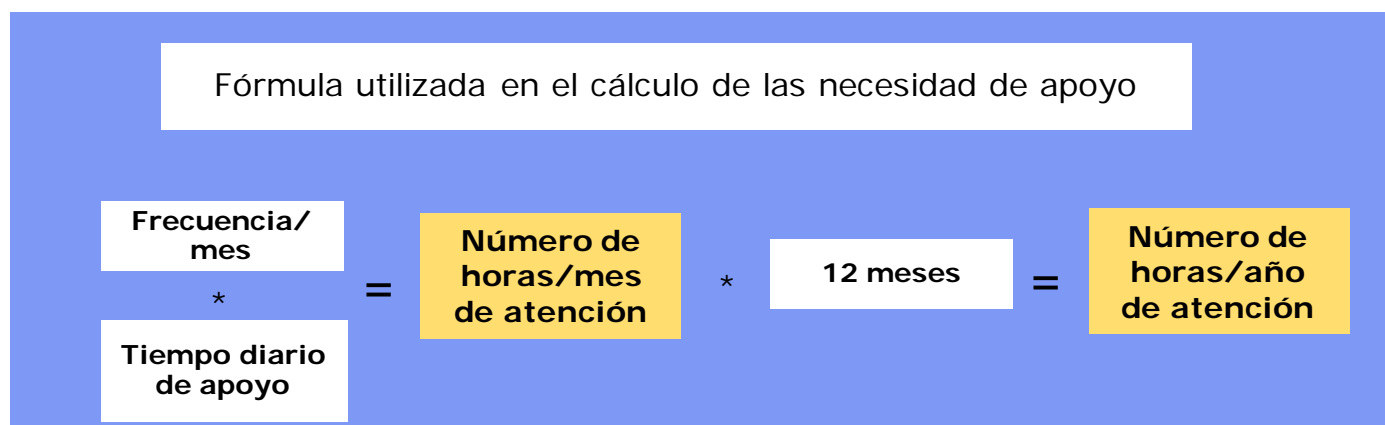 Fórmula utilizada en el cálculo de las necesidad de apoyo
Frecuencia/
mes
*
Tiempo diario
de apoyo
=
Número de
horas/mes
de atención
*
12 meses
=
Número de
horas/año
de atención